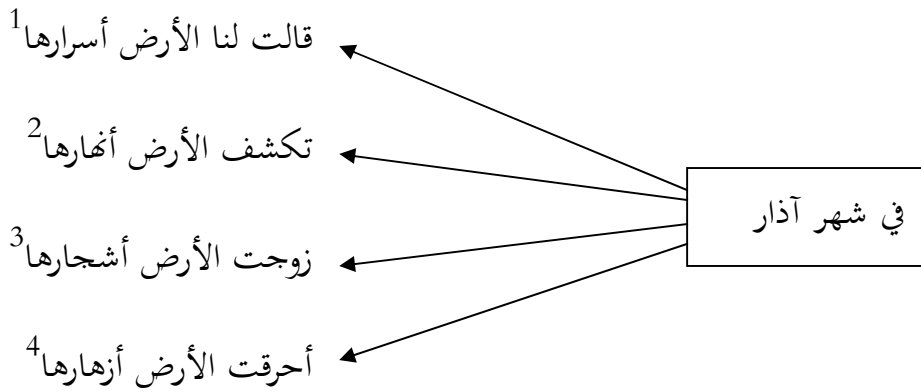 قالت لنا الأرض أسرارها1
تكشف الأرض أنهارها2
في شهر آذار
زوجت الأرض أشجارها3
أحرقت الأرض أزهارها4